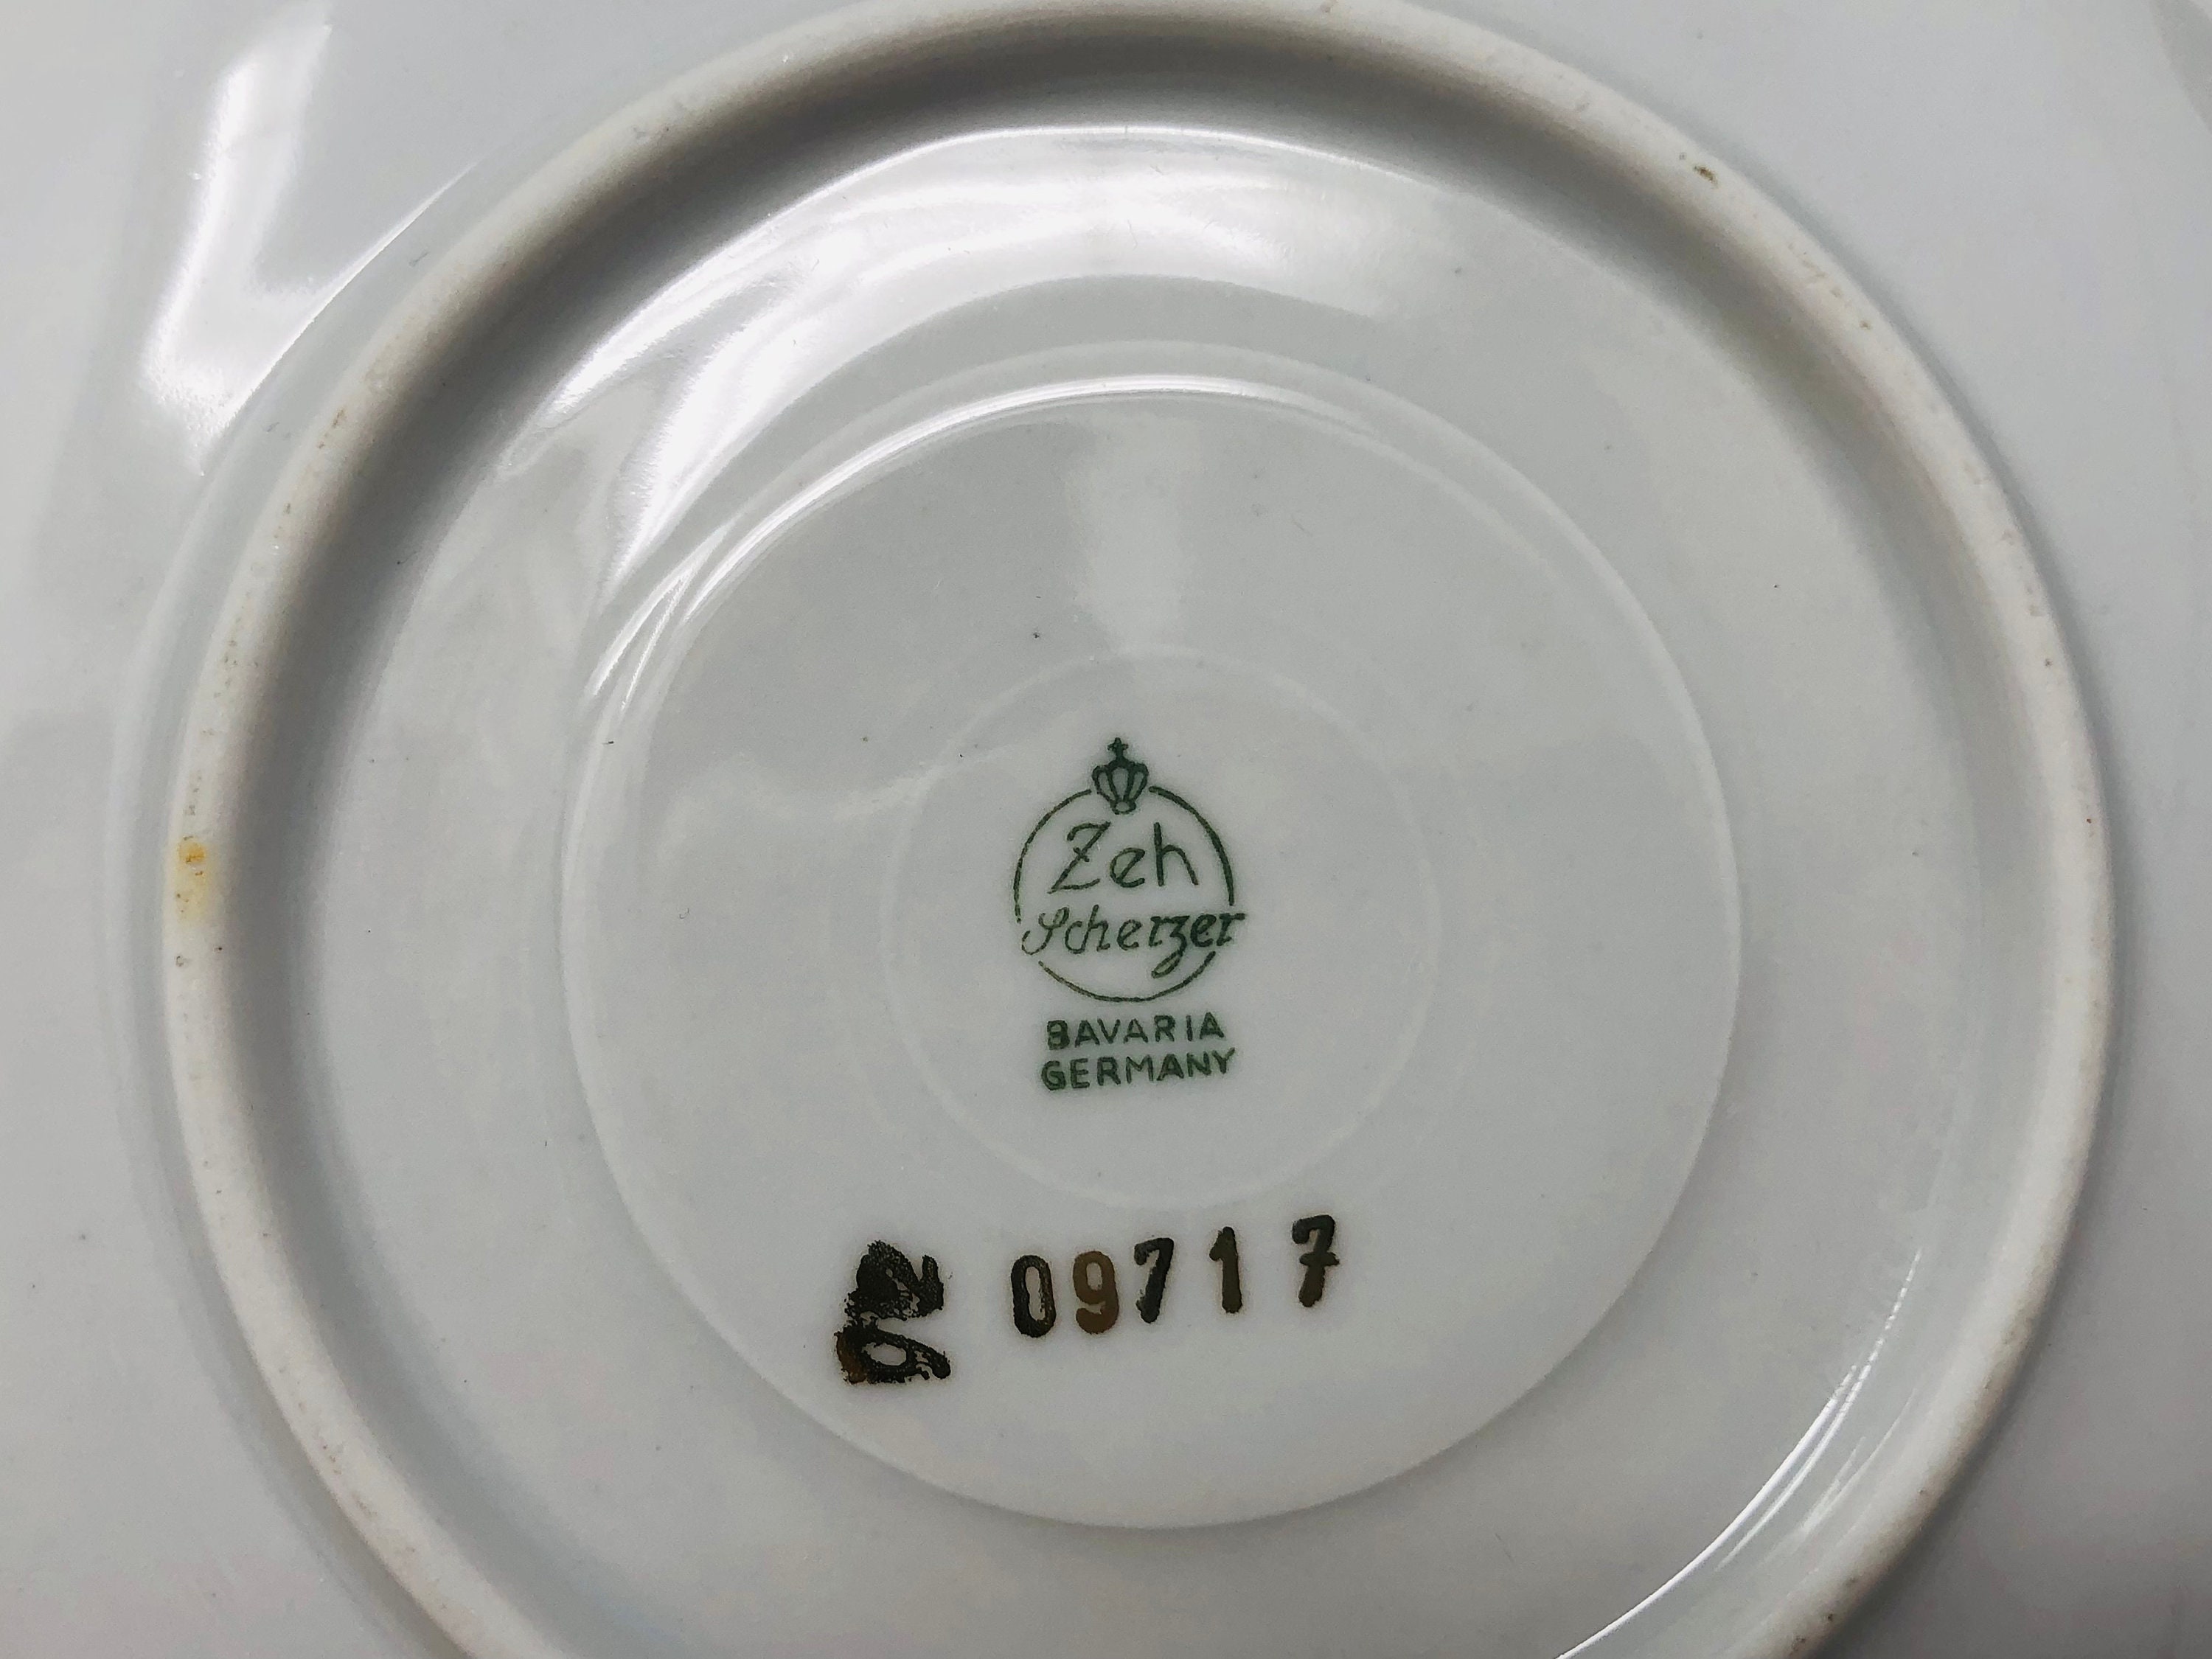 Zeh
Scherzer
BAVARIA
GERMANY
09717